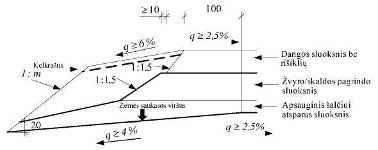 ≥10
100
q ≥ 6%
q ≥ 2,5%
Kelkraštis
1:1,5
Dangos sluoksnis be
rišiklių
1: m
1:1,5
Žvyro/skaldos pagrindo
sluoksnis
Žemės sankasos viršus
Apsauginis šalčiui
atsparus sluoksnis
20
q ≥ 4%
q ≥ 2,5%